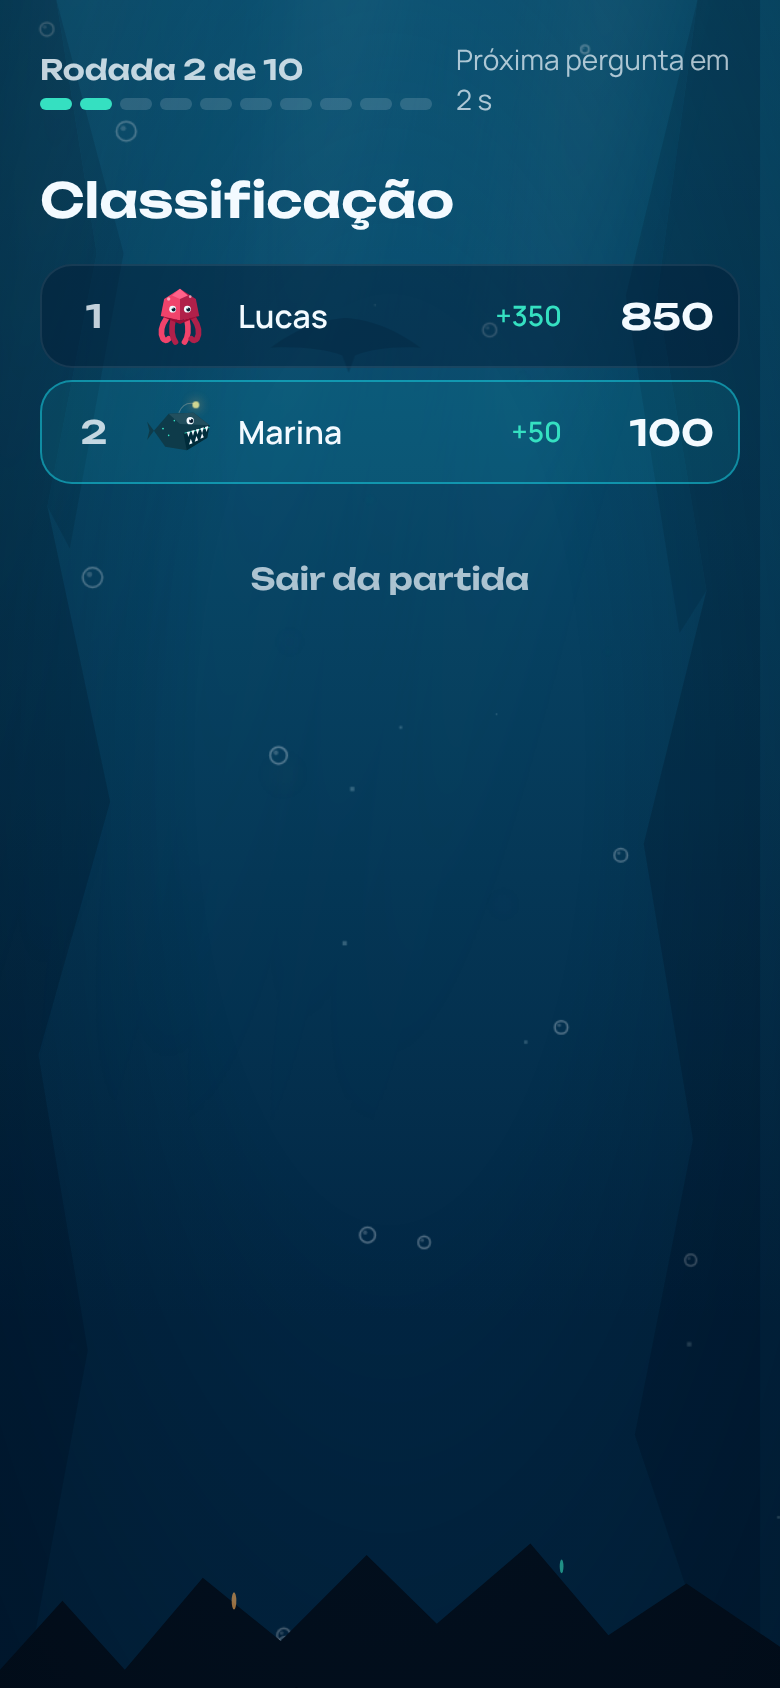 Rodada 2 de 10
Próxima pergunta em
2 s
Classificação
1 Lucas +350 850
2 Marina +50 100
Sair da partida